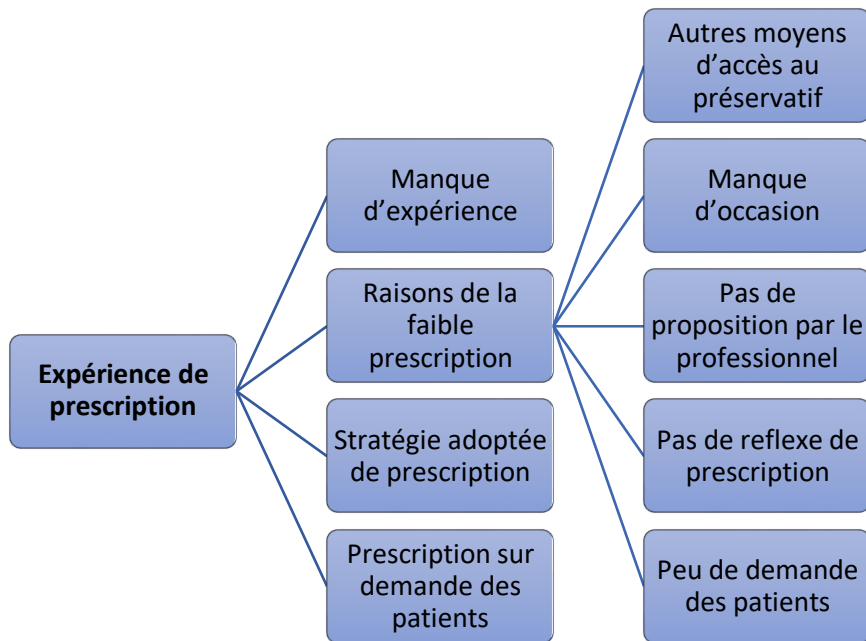 Expérience de
prescription
Manque
d’expérience
Raisons de la
faible
prescription
Stratégie adoptée
de prescription
Prescription sur
demande des
patients
Autres moyens
d’accès au
préservatif
Manque
d’occasion
Pas de
proposition par le
professionnel
Pas de reflexe de
prescription
Peu de demande
des patients